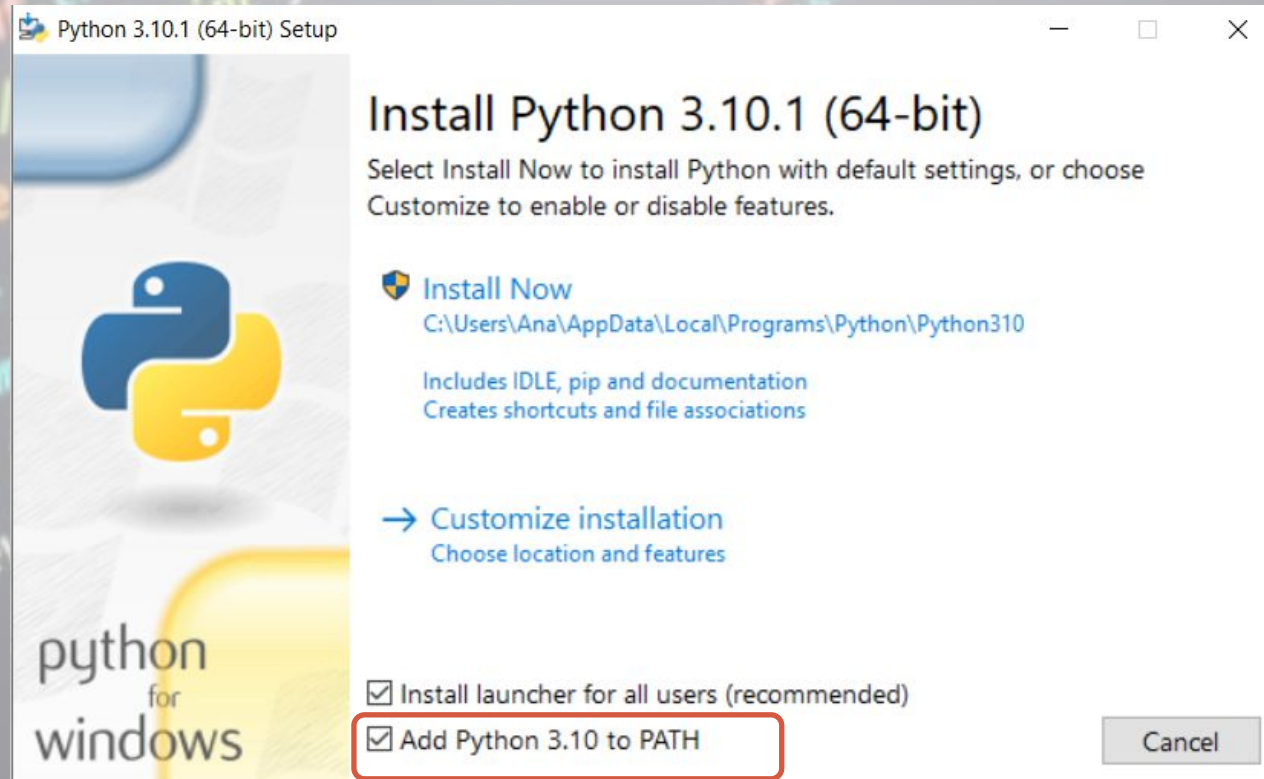 Python 3.10.1 (64-bit) Setup
Install Python 3.10.1 (64-bit)
Select Install Now to install Python with default settings, or choose
Customize to enable or disable features.
Install Now
C:\Users\Ana\AppData\Local\Programs\Python\Python310
Includes IDLE, pip and documentation
Creates shortcuts and file associations
Customize installation
Choose location and features
python
for
windows
Install launcher for all users (recommended)
Add Python 3.10 to PATH
Cancel